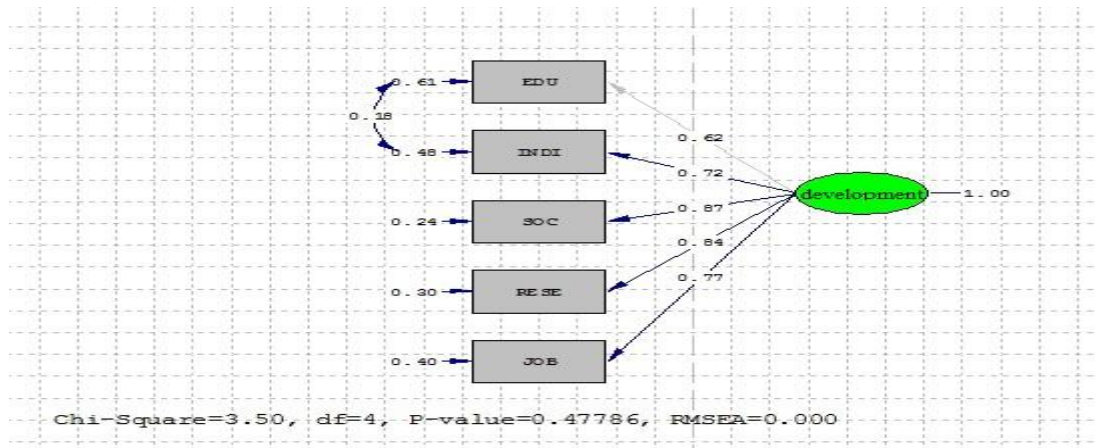 0.61 EDU
0.18
0.62
0.48 INDI
0.72
development 1.00
0.87
0.24 SOC
0.84
0.77
0.30 RESE
0.40 JOB
Chi-Square=3.50, df=4, P-value=0.47786, RMSEA=0.000